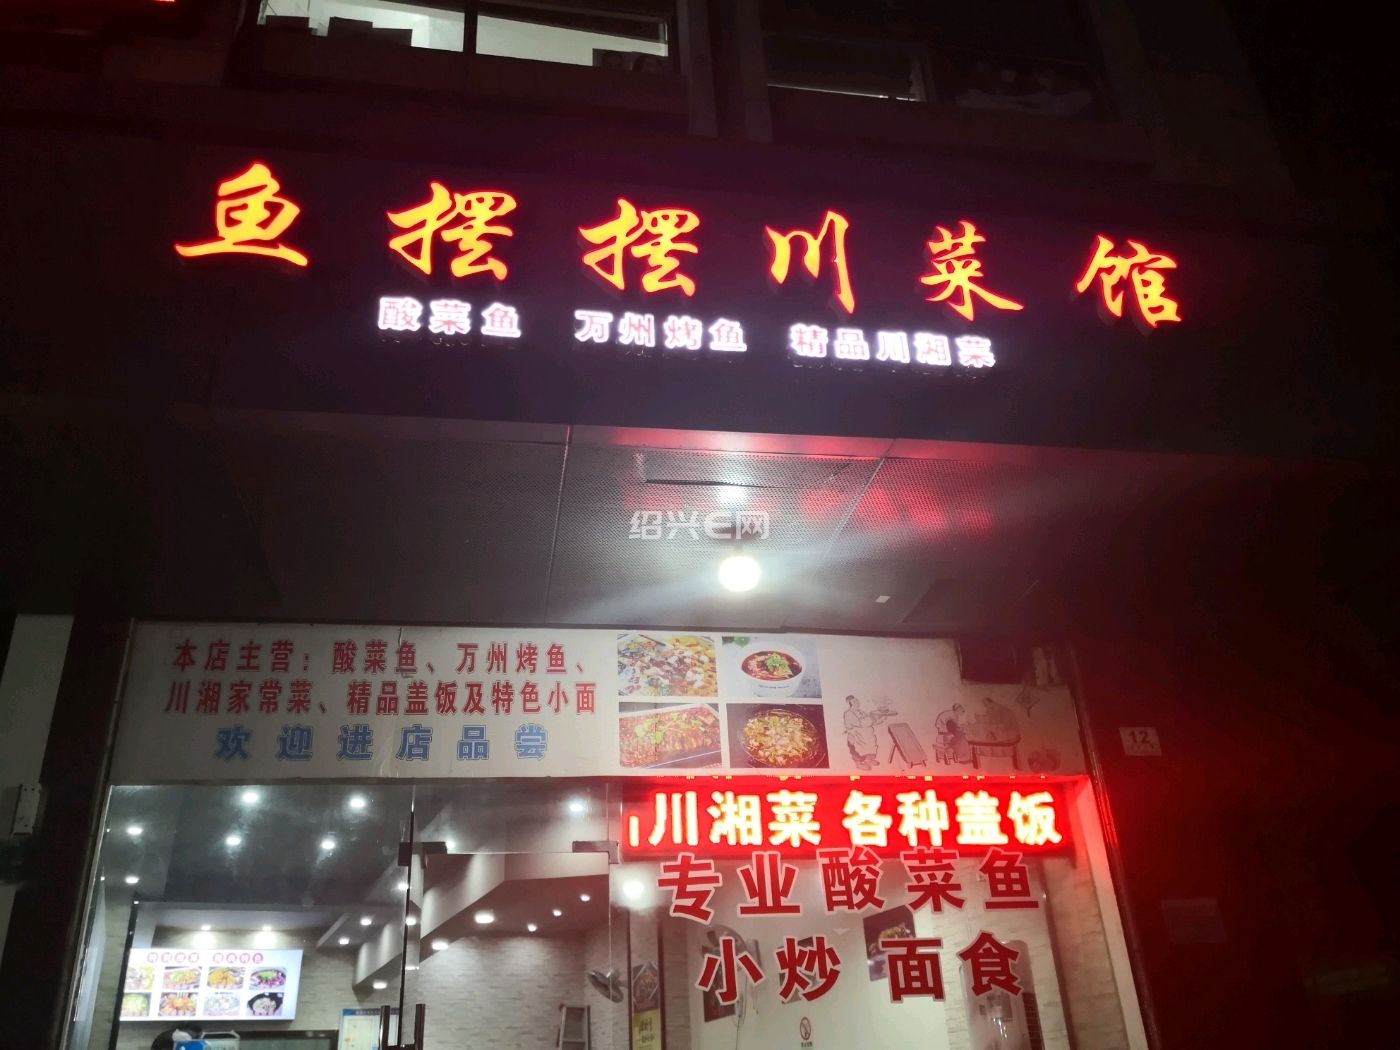 鱼摆摆川菜馆
酸菜鱼 万州烤鱼 精品川湘菜
绍兴E网
本店主营：酸菜鱼、万州烤鱼、
川湘家常菜、精品盖饭及特色小面
欢迎进店品尝
12
川湘菜 各种盖饭
专业酸菜鱼
小炒 面食